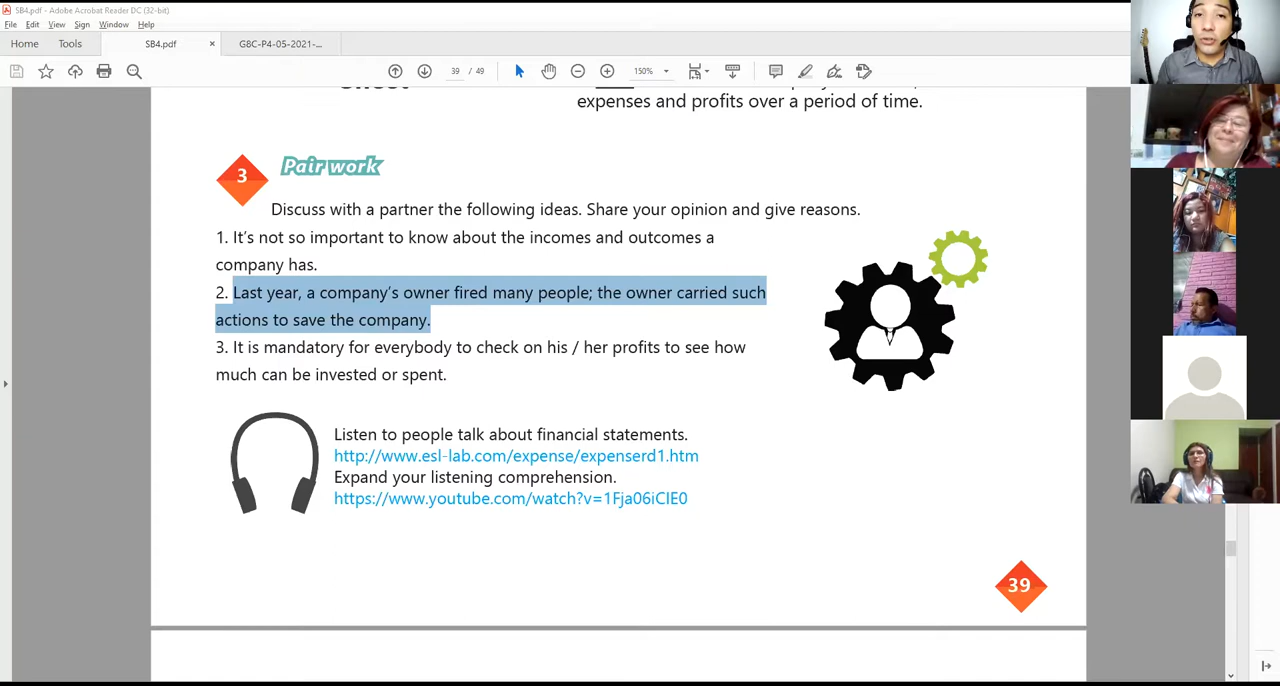 SB4.pdf - Adobe Acrobat Reader DC (32-bit)
File Edit View Sign Window Help
Home Tools SB4.pdf × G8C-P4-05-2021-...
39 / 49 150%
expenses and profits over a period of time.
3 Pair work
Discuss with a partner the following ideas. Share your opinion and give reasons.
1. It's not so important to know about the incomes and outcomes a
company has.
2. Last year, a company's owner fired many people; the owner carried such
actions to save the company.
3. It is mandatory for everybody to check on his / her profits to see how
much can be invested or spent.
Listen to people talk about financial statements.
http://www.esl-lab.com/expense/expenserd1.htm
Expand your listening comprehension.
https://www.youtube.com/watch?v=1Fja06iCIE0
39